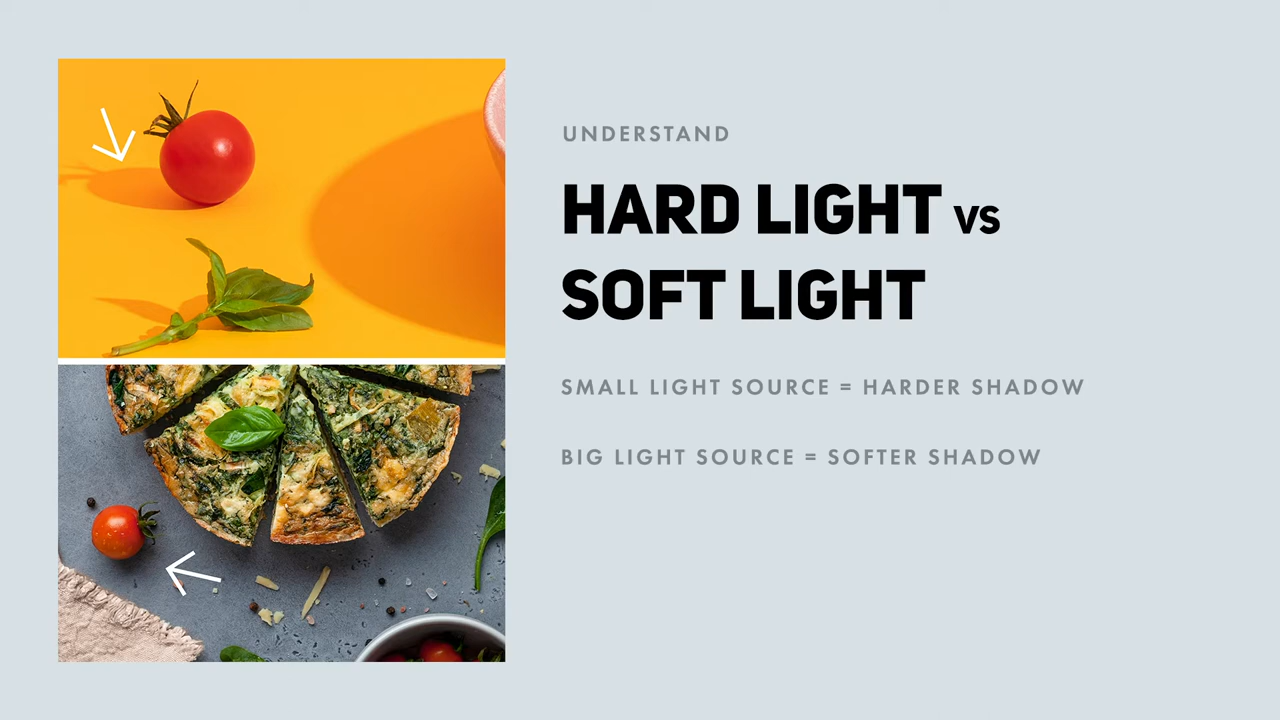 UNDERSTAND
HARD LIGHT vs
SOFT LIGHT
SMALL LIGHT SOURCE = HARDER SHADOW
BIG LIGHT SOURCE = SOFTER SHADOW